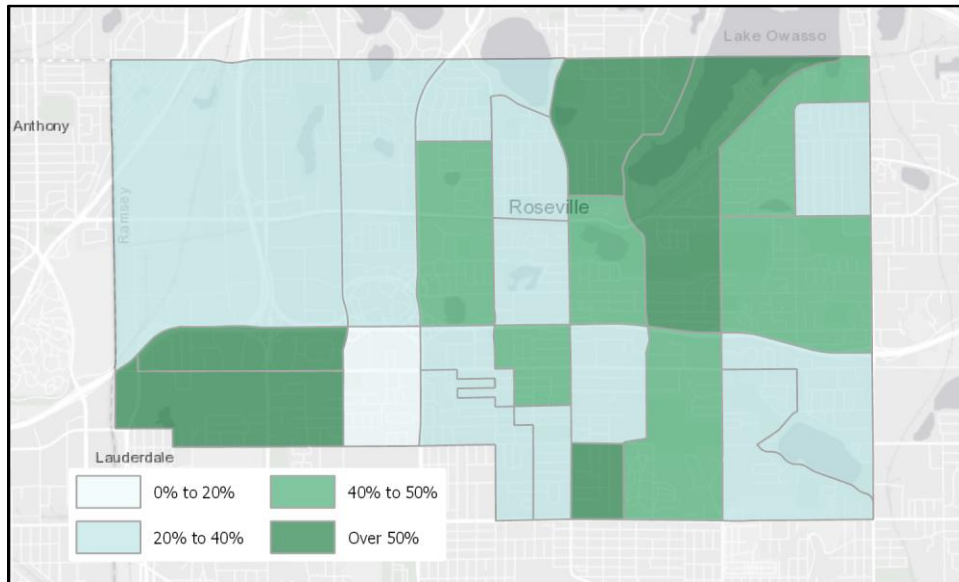 Lake Owasso
Anthony
Ramsey
Roseville
Lauderdale
0% to 20%
40% to 50%
20% to 40%
Over 50%